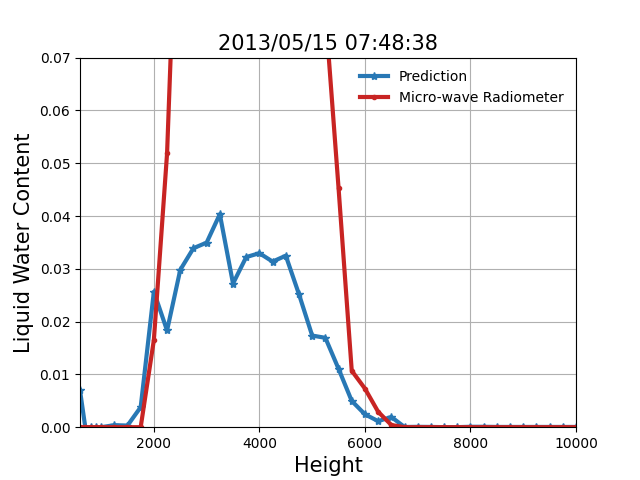 2013/05/15 07:48:38
Prediction
Micro-wave Radiometer
Liquid Water Content
0.07
0.06
0.05
0.04
0.03
0.02
0.01
0.00
2000 4000 6000 8000 10000
Height